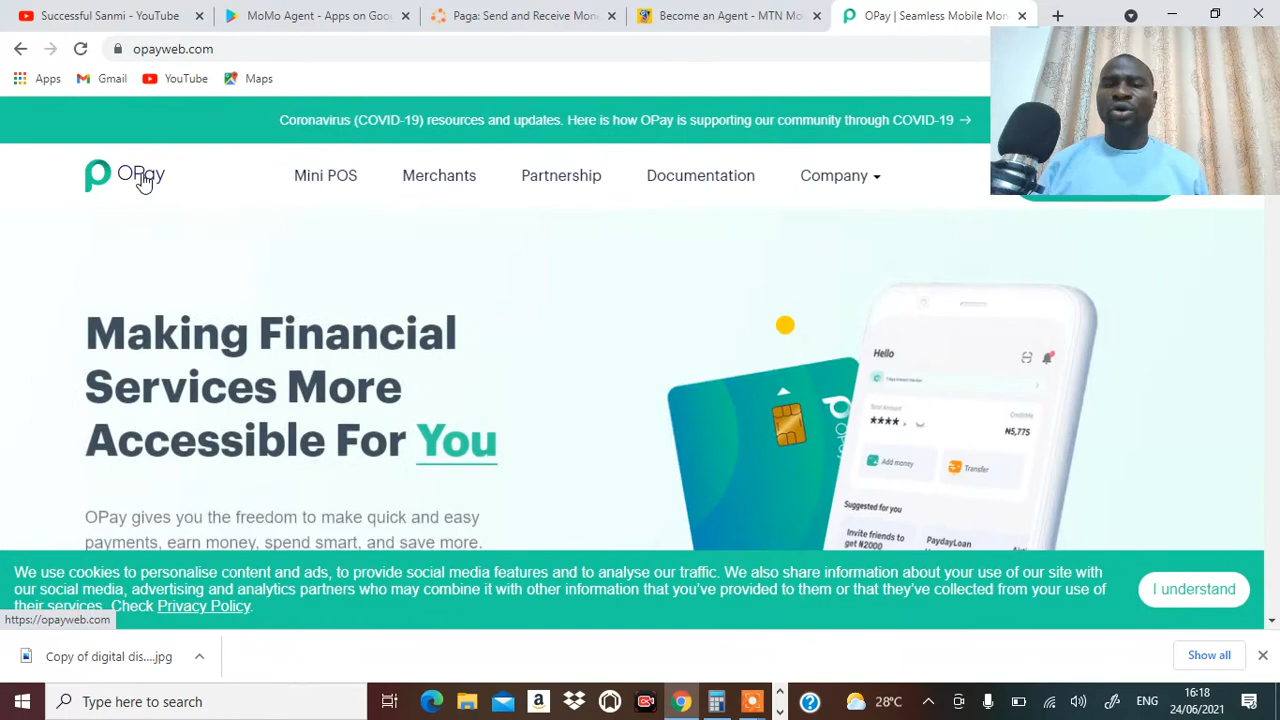 Successful Sanmi - YouTube
MoMo Agent - Apps on Goo
Paga: Send and Receive Mone
Become an Agent - MTN Mo
OPay | Seamless Mobile Mon
opayweb.com
Apps
Gmail
YouTube
Maps
Coronavirus (COVID-19) resources and updates. Here is how OPay is supporting our community through COVID-19 →
OPay
Mini POS
Merchants
Partnership
Documentation
Company
Making Financial
Services More
Accessible For You
OPay gives you the freedom to make quick and easy
payments, earn money, spend smart, and save more.
Hello
Total Amount
****
CreditMe
₦5,775
Add money
Transfer
Suggested for you
Invite friends to
get ₦2000
PaydayLoan
We use cookies to personalise content and ads, to provide social media features and to analyse our traffic. We also share information about your use of our site with
our social media, advertising and analytics partners who may combine it with other information that you've provided to them or that they've collected from your use of
their services. Check Privacy Policy.
I understand
https://opayweb.com
Copy of digital dis....jpg
Show all
Type here to search
28°C
ENG
16:18
24/06/2021